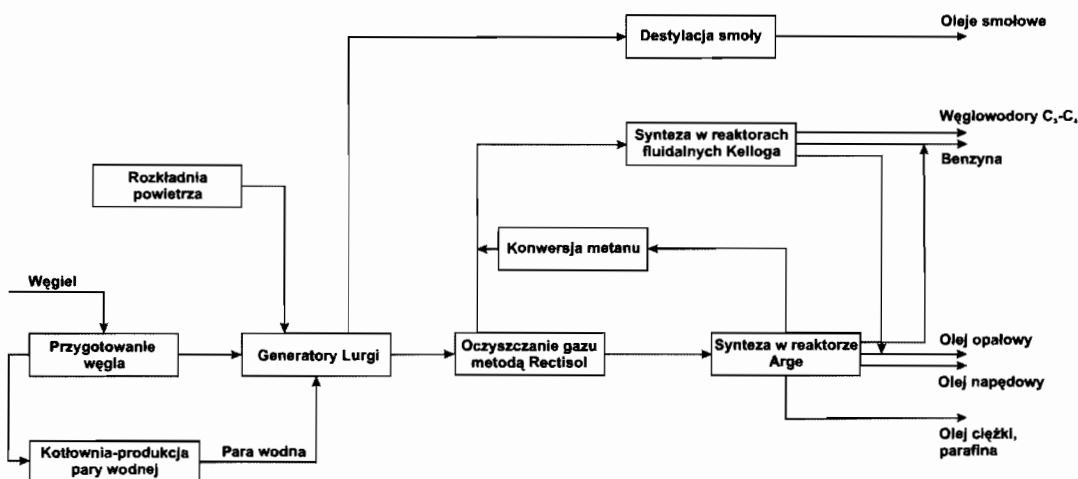 Oleje smołowe
Destylacja smoły
Węglowodory C₃-C₄
Synteza w reaktorach
fluidalnych Kelloga
Benzyna
Rozkładnia
powietrza
Konwersja metanu
Węgiel
Przygotowanie
węgla
Generatory Lurgi
Oczyszczanie gazu
metodą Rectisol
Synteza w reaktorze
Arge
Olej opałowy
Olej napędowy
Kotłownia-produkcja
pary wodnej
Para wodna
Olej ciężki,
parafina